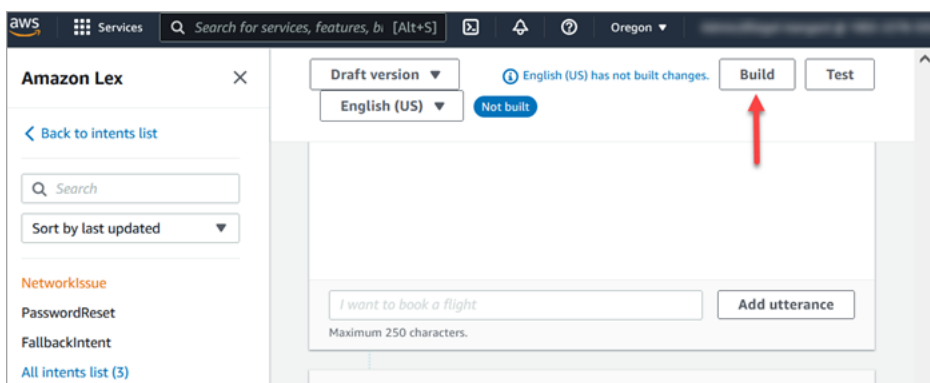 aws
Services
Search for services, features, bl [Alt+S]
Oregon
Amazon Lex
Back to intents list
Search
Sort by last updated
NetworkIssue
PasswordReset
FallbackIntent
All intents list (3)
Draft version
English (US) has not built changes.
Build
Test
English (US)
Not built
I want to book a flight
Add utterance
Maximum 250 characters.